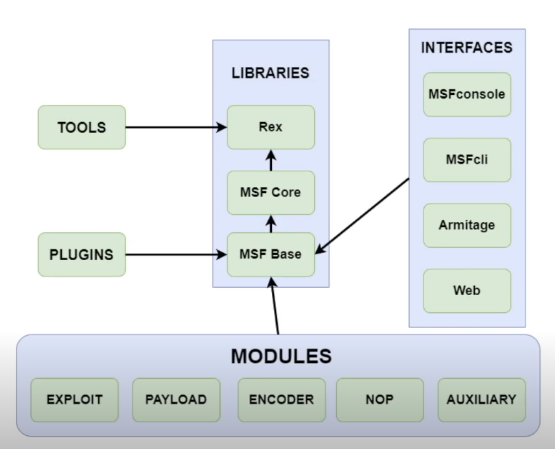 INTERFACES
LIBRARIES
MSFconsole
TOOLS
Rex
MSFcli
MSF Core
Armitage
PLUGINS
MSF Base
Web
MODULES
EXPLOIT
PAYLOAD
ENCODER
NOP
AUXILIARY